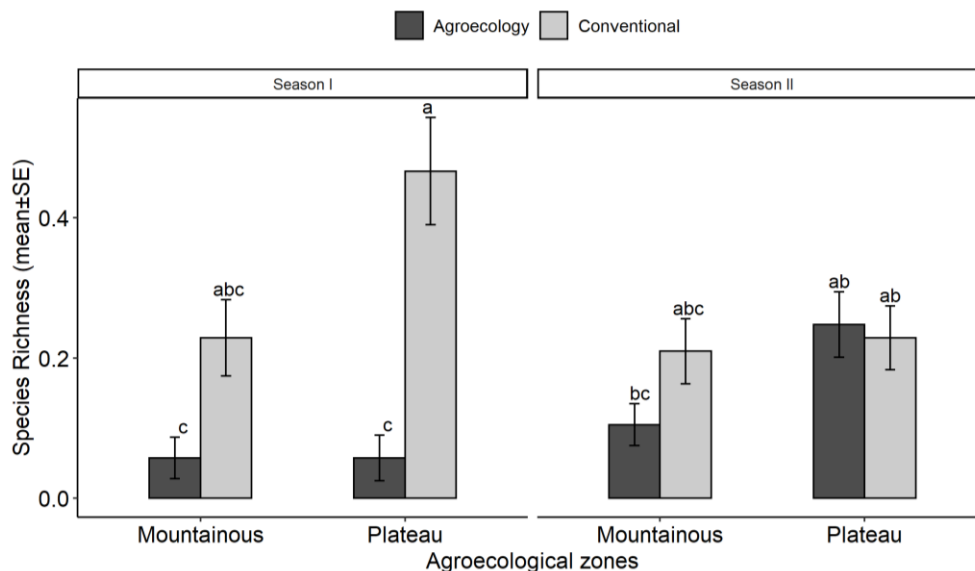 Agroecology Conventional
Season I Season II
Species Richness (mean±SE)
0.4
0.2
0.0
c abc c a
bc abc ab ab
Mountainous Plateau Mountainous Plateau
Agroecological zones